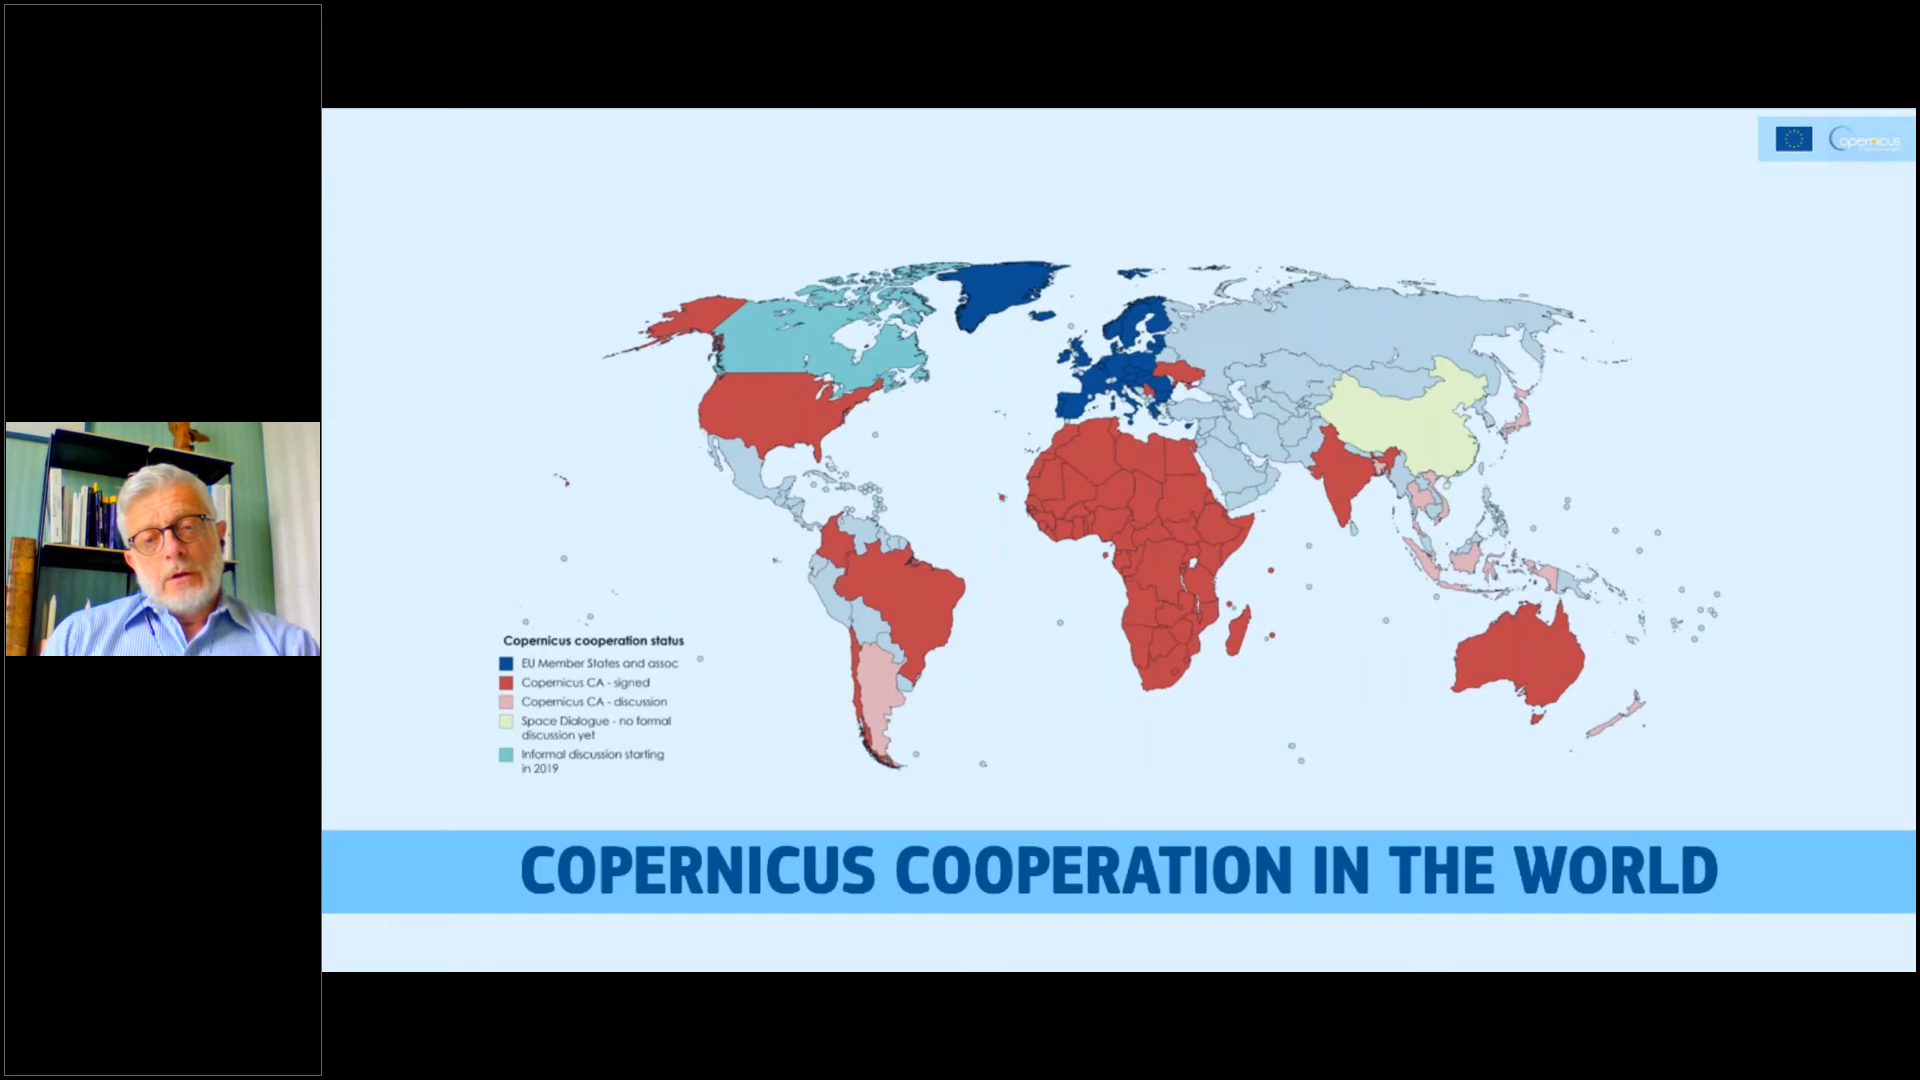 Copernicus
Copernicus cooperation status
EU Member States and assoc
Copernicus CA - signed
Copernicus CA - discussion
Space Dialogue - no formal
discussion yet
Informal discussion starting
in 2019
COPERNICUS COOPERATION IN THE WORLD